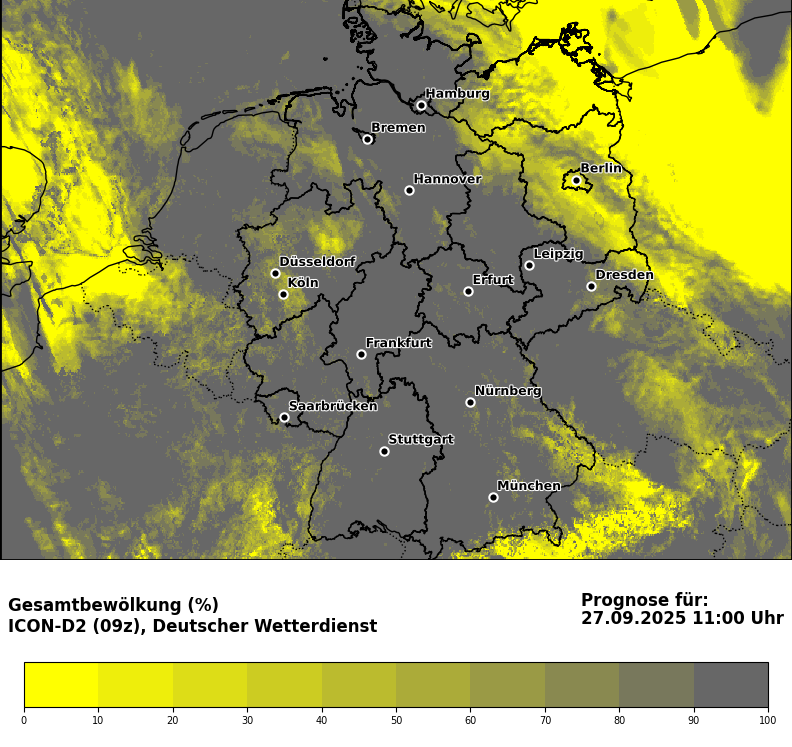 Hamburg
Bremen
Berlin
Hannover
Leipzig
Düsseldorf
Dresden
Köln
Erfurt
Frankfurt
Nürnberg
Saarbrücken
Stuttgart
München
Gesamtbewölkung (%)
ICON-D2 (09z), Deutscher Wetterdienst
Prognose für:
27.09.2025 11:00 Uhr
0 10 20 30 40 50 60 70 80 90 100